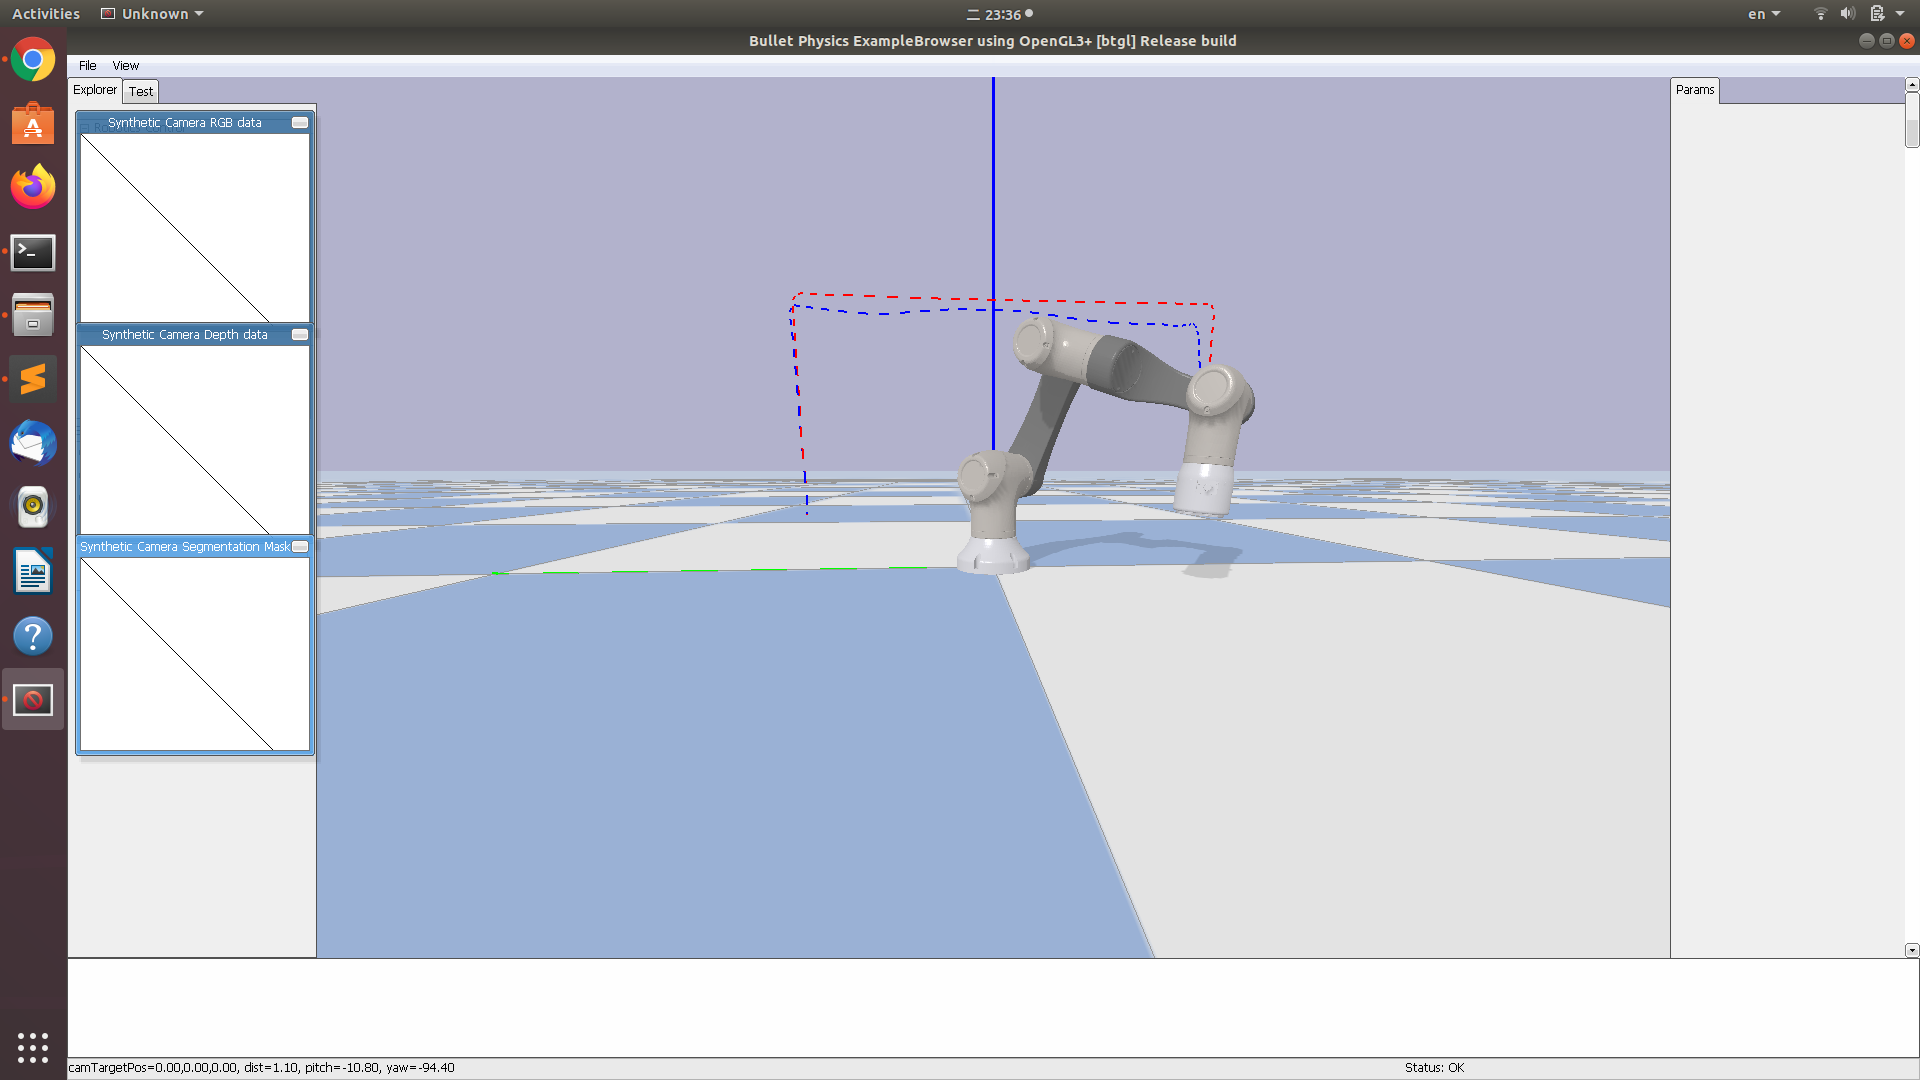 Activities
Unknown
二 23:36
en
Bullet Physics ExampleBrowser using OpenGL3+ [btgl] Release build
File View
Explorer Test
Params
Synthetic Camera RGB data
Synthetic Camera Depth data
Synthetic Camera Segmentation Mask
camTargetPos=0.00,0.00,0.00, dist=1.10, pitch=-10.80, yaw=-94.40
Status: OK